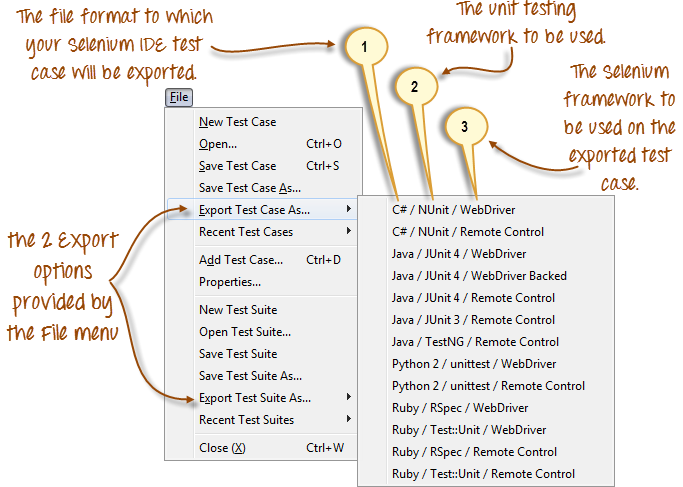 The file format to which
your Selenium IDE test
case will be exported.
1
The unit testing
framework to be used.
2
The Selenium
framework to
be used on the
exported test
case.
3
File
New Test Case
Open... Ctrl+O
Save Test Case Ctrl+S
Save Test Case As...
Export Test Case As...
Recent Test Cases
Add Test Case... Ctrl+D
Properties...
New Test Suite
Open Test Suite...
Save Test Suite
Save Test Suite As...
Export Test Suite As...
Recent Test Suites
Close (X) Ctrl+W
the 2 Export
options
provided by
the File menu
C# / NUnit / WebDriver
C# / NUnit / Remote Control
Java / JUnit 4 / WebDriver
Java / JUnit 4 / WebDriver Backed
Java / JUnit 4 / Remote Control
Java / JUnit 3 / Remote Control
Java / TestNG / Remote Control
Python 2 / unittest / WebDriver
Python 2 / unittest / Remote Control
Ruby / RSpec / WebDriver
Ruby / Test::Unit / WebDriver
Ruby / RSpec / Remote Control
Ruby / Test::Unit / Remote Control